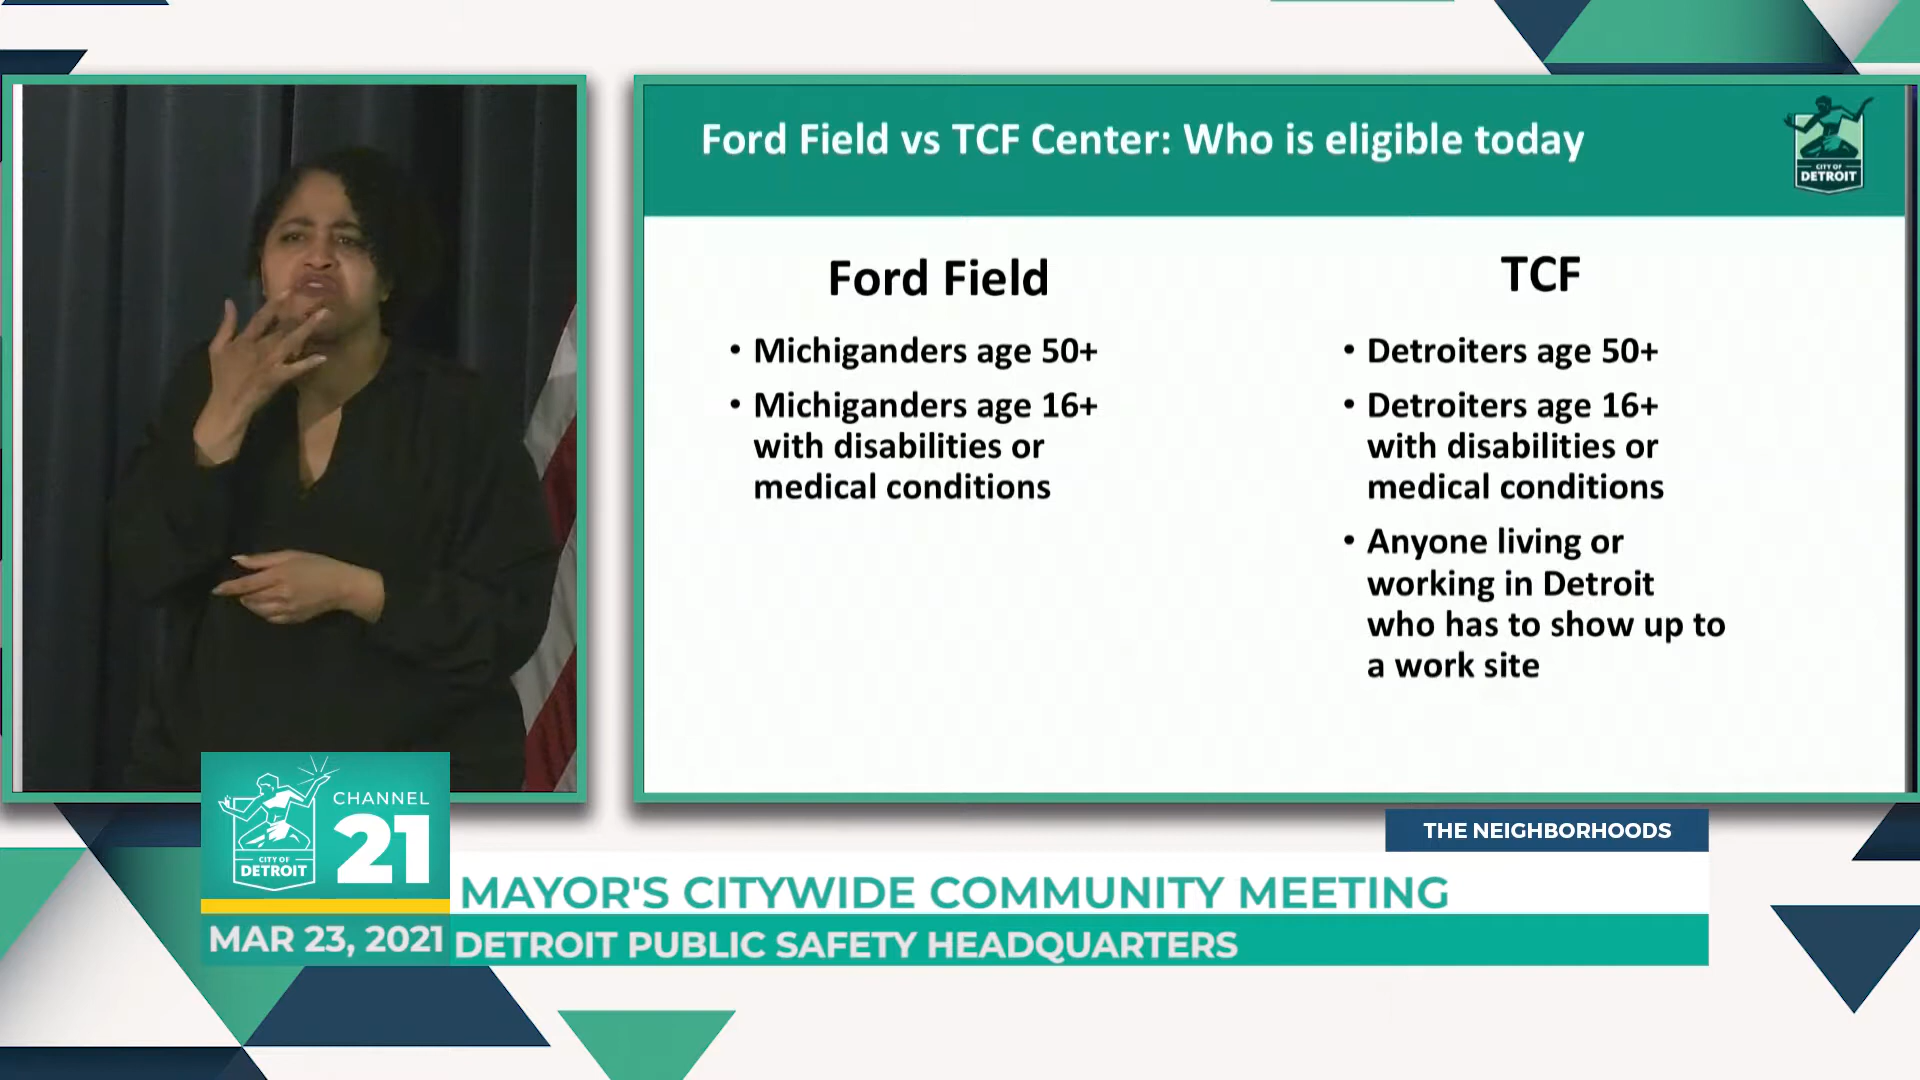 Ford Field vs TCF Center: Who is eligible today
CITY OF
DETROIT
Ford Field
• Michiganders age 50+
• Michiganders age 16+
with disabilities or
medical conditions
TCF
• Detroiters age 50+
• Detroiters age 16+
with disabilities or
medical conditions
• Anyone living or
working in Detroit
who has to show up to
a work site
THE NEIGHBORHOODS
CHANNEL
21
CITY OF
DETROIT
MAYOR'S CITYWIDE COMMUNITY MEETING
MAR 23, 2021
DETROIT PUBLIC SAFETY HEADQUARTERS